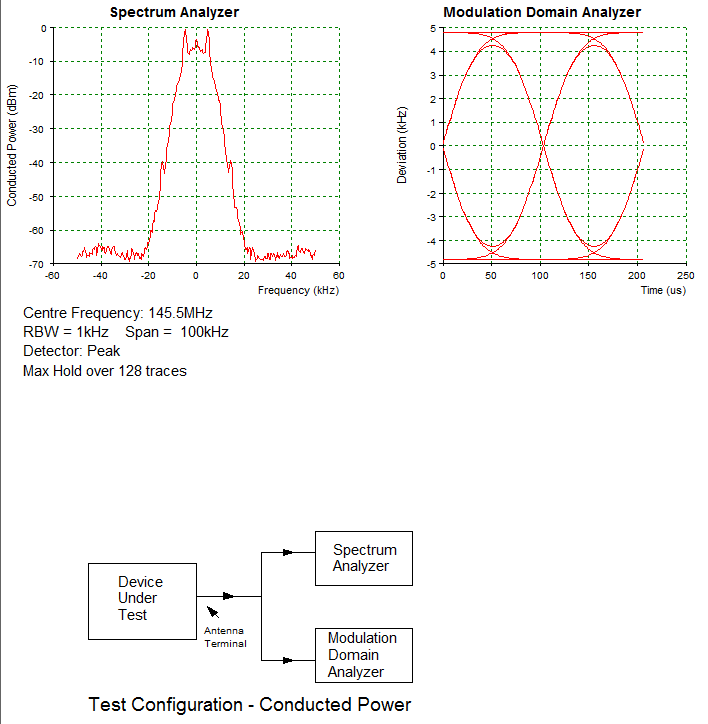 Spectrum Analyzer
0
-10
-20
-30
-40
-50
-60
-70
Conducted Power (dBm)
-60
-40
-20
0
20
40
60
Frequency (kHz)
Modulation Domain Analyzer
5
4
3
2
1
0
-1
-2
-3
-4
-5
Deviation (kHz)
0
50
100
150
200
250
Time (us)
Centre Frequency: 145.5MHz
RBW = 1kHz Span = 100kHz
Detector: Peak
Max Hold over 128 traces
Device
Under
Test
Antenna
Terminal
Spectrum
Analyzer
Modulation
Domain
Analyzer
Test Configuration - Conducted Power